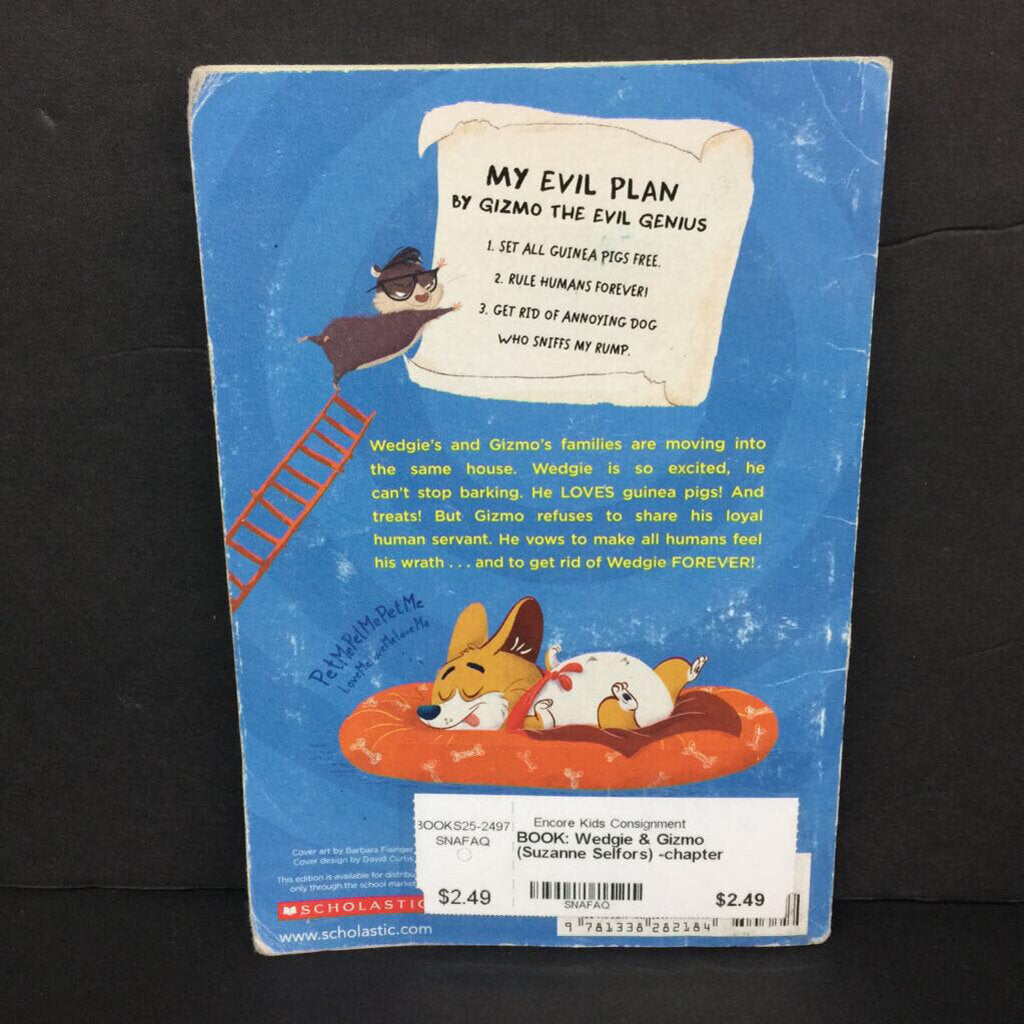 MY EVIL PLAN
BY GIZMO THE EVIL GENIUS
1. SET ALL GUINEA PIGS FREE.
2. RULE HUMANS FOREVER!
3. GET RID OF ANNOYING DOG
WHO SNIFFS MY RUMP.
Wedgie's and Gizmo's families are moving into
the same house. Wedgie is so excited, he
can't stop barking. He LOVES guinea pigs! And
treats! But Gizmo refuses to share his loyal
human servant. He vows to make all humans feel
his wrath . . . and to get rid of Wedgie FOREVER!
PetMePetMePetMePetMe
LoveMeLoveMeLoveMeLoveMe
Cover art by Barbara Fisinger
Cover design by David Curtis
This edition is available for
only through the school
SCHOLASTIC
www.scholastic.com
BOOKS25-2497
SNAFAQ
$2.49
Encore Kids Consignment
BOOK: Wedgie & Gizmo
(Suzanne Selfors) -chapter
SNAFAQ
$2.49
9 781338 282184